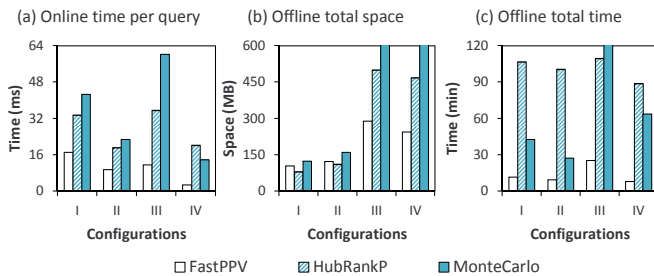 (a) Online time per query
(b) Offline total space
(c) Offline total time
Time (ms)
64
48
32
16
0
I II III IV
Configurations
Space (MB)
600
450
300
150
0
I II III IV
Configurations
Time (min)
120
90
60
30
0
I II III IV
Configurations
FastPPV HubRankP MonteCarlo